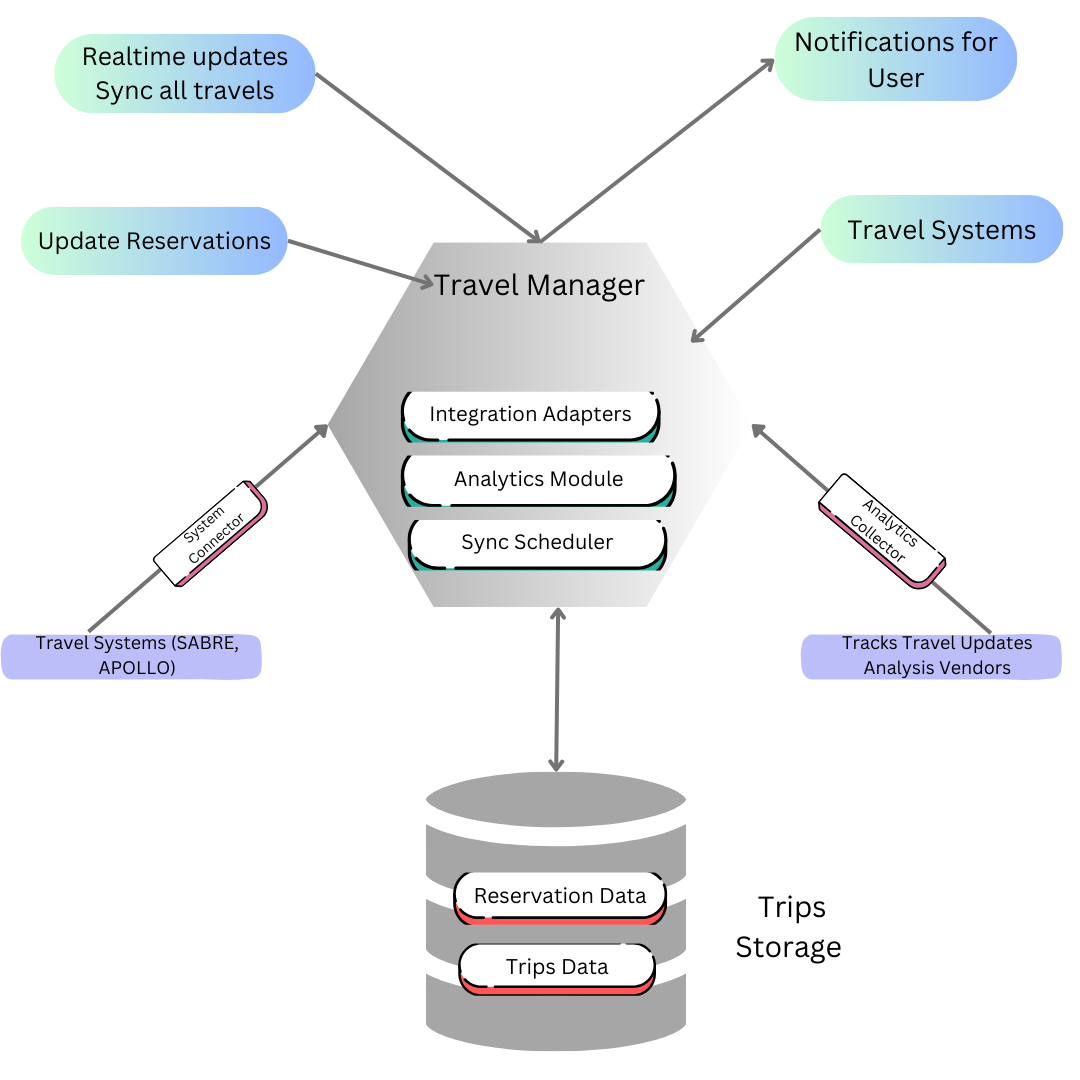 Realtime updates
Sync all travels
Notifications for
User
Update Reservations
Travel Systems
Travel Manager
Integration Adapters
Analytics Module
Sync Scheduler
System
Connector
Analytics
Collector
Travel Systems (SABRE,
APOLLO)
Tracks Travel Updates
Analysis Vendors
Reservation Data
Trips Data
Trips
Storage